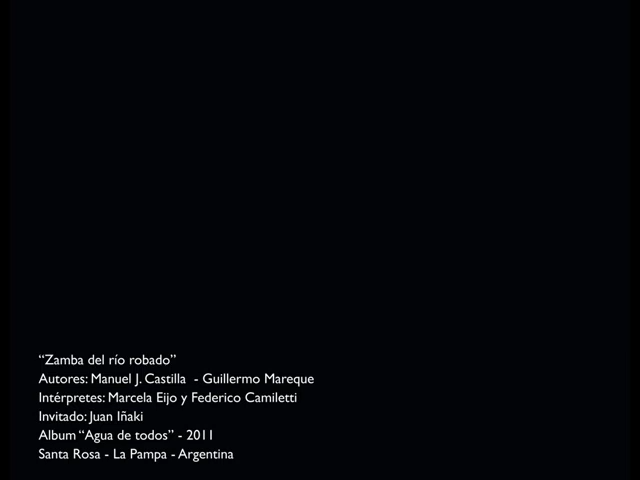 “Zamba del río robado”
Autores: Manuel J. Castilla - Guillermo Mareque
Intérpretes: Marcela Eijo y Federico Camiletti
Invitado: Juan Iñaki
Album “Agua de todos” - 2011
Santa Rosa - La Pampa - Argentina